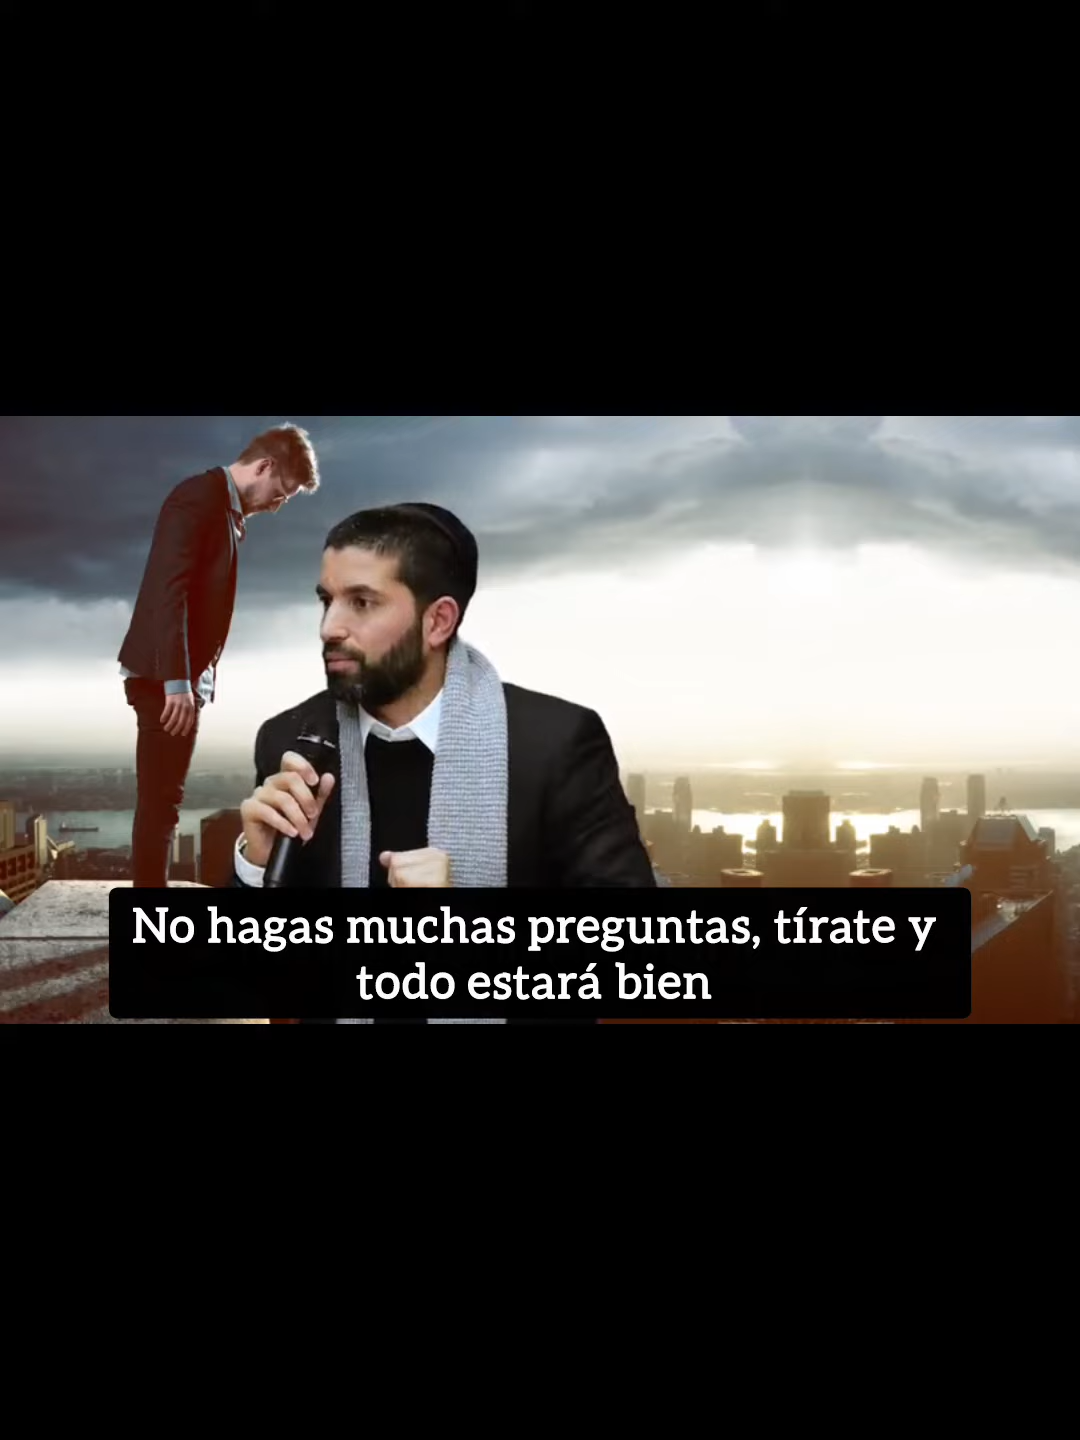 No hagas muchas preguntas, tírate y
todo estará bien